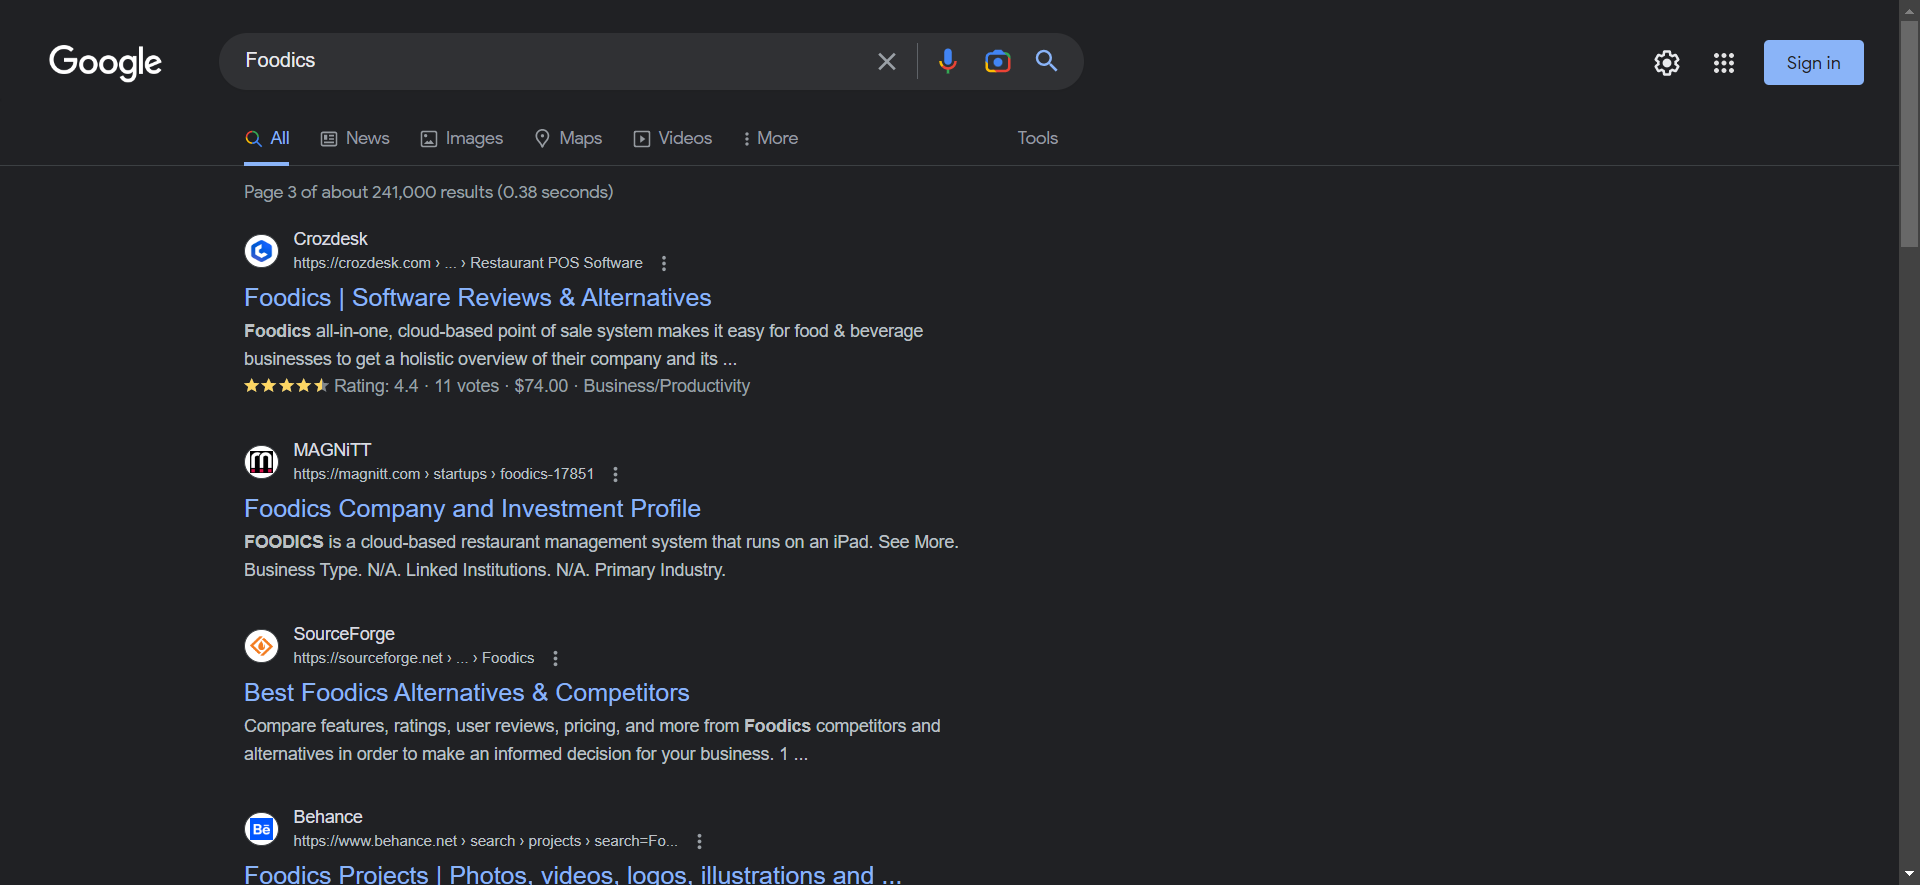 Google
Foodics
Sign in
All
News
Images
Maps
Videos
More
Tools
Page 3 of about 241,000 results (0.38 seconds)
Crozdesk
https://crozdesk.com › ... › Restaurant POS Software
Foodics | Software Reviews & Alternatives
Foodics all-in-one, cloud-based point of sale system makes it easy for food & beverage
businesses to get a holistic overview of their company and its ...
Rating: 4.4 · 11 votes · $74.00 · Business/Productivity
MAGNiTT
https://magnitt.com › startups › foodics-17851
Foodics Company and Investment Profile
FOODICS is a cloud-based restaurant management system that runs on an iPad. See More.
Business Type. N/A. Linked Institutions. N/A. Primary Industry.
SourceForge
https://sourceforge.net › ... › Foodics
Best Foodics Alternatives & Competitors
Compare features, ratings, user reviews, pricing, and more from Foodics competitors and
alternatives in order to make an informed decision for your business. 1 ...
Bē
Behance
https://www.behance.net › search › projects › search=Fo...
Foodics Projects | Photos, videos, logos, illustrations and ...